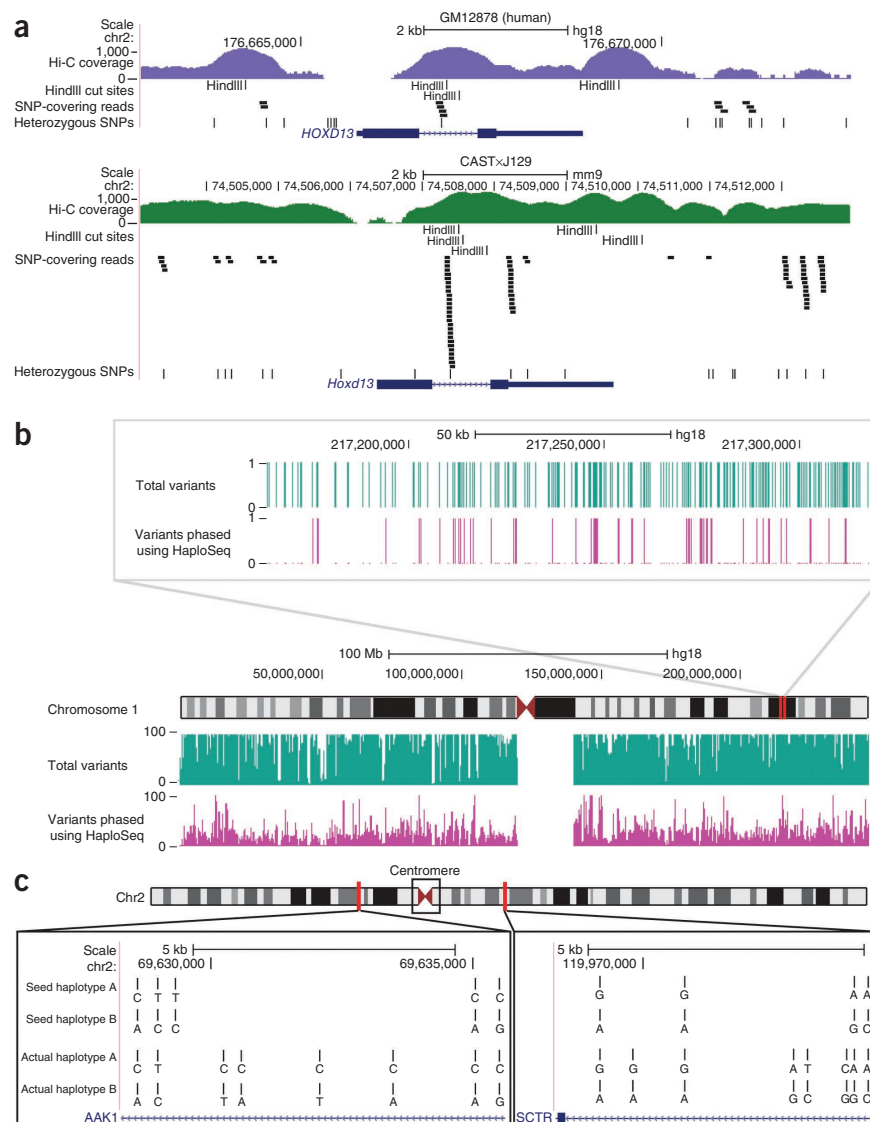 a
GM12878 (human)
Scale 2 kb hg18
chr2: 176,665,000 176,670,000
1,000
Hi-C coverage
0
HindIII HindIII
HindIII cut sites HindIII
SNP-covering reads
Heterozygous SNPs
HOXD13
CAST×J129
Scale 2 kb mm9
chr2: 74,505,000 74,506,000 74,507,000 74,508,000 74,509,000 74,510,000 74,511,000 74,512,000
1,000
Hi-C coverage
0
HindIII HindIII
HindIII cut sites HindIII HindIII
HindIII
SNP-covering reads
Heterozygous SNPs
Hoxd13
b
50 kb hg18
217,200,000 217,250,000 217,300,000
1
Total variants
0
1
Variants phased
using HaploSeq
0
100 Mb hg18
50,000,000 100,000,000 150,000,000 200,000,000
Chromosome 1
100
Total variants
0
100
Variants phased
using HaploSeq
0
c
Centromere
Chr2
Scale 5 kb 5 kb
chr2: 69,630,000 69,635,000 119,970,000
Seed haplotype A
C T T C C G G A A
Seed haplotype B
A C C A G A A G C
Actual haplotype A
C T C C C C C C G G G A T C A A
Actual haplotype B
A C T A T A A G A A A G C G G C
AAK1 SCTR